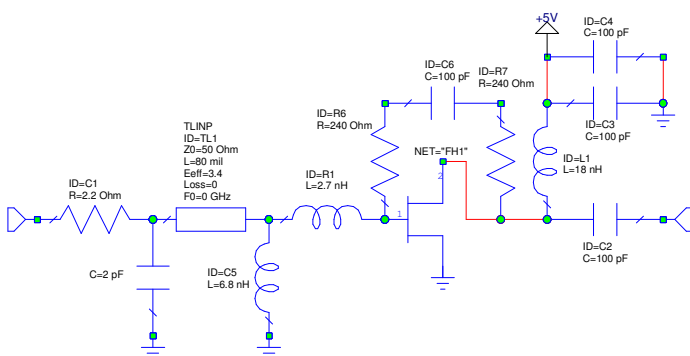 +5V
ID=C4
C=100 pF
ID=C6
C=100 pF
ID=R7
R=240 Ohm
ID=R6
R=240 Ohm
TLINP
ID=TL1
Z0=50 Ohm
L=80 mil
Eeff=3.4
Loss=0
F0=0 GHz
ID=C3
C=100 pF
NET="FH1"
ID=L1
L=18 nH
ID=C1
R=2.2 Ohm
ID=R1
L=2.7 nH
2
1
C=2 pF
ID=C5
L=6.8 nH
ID=C2
C=100 pF